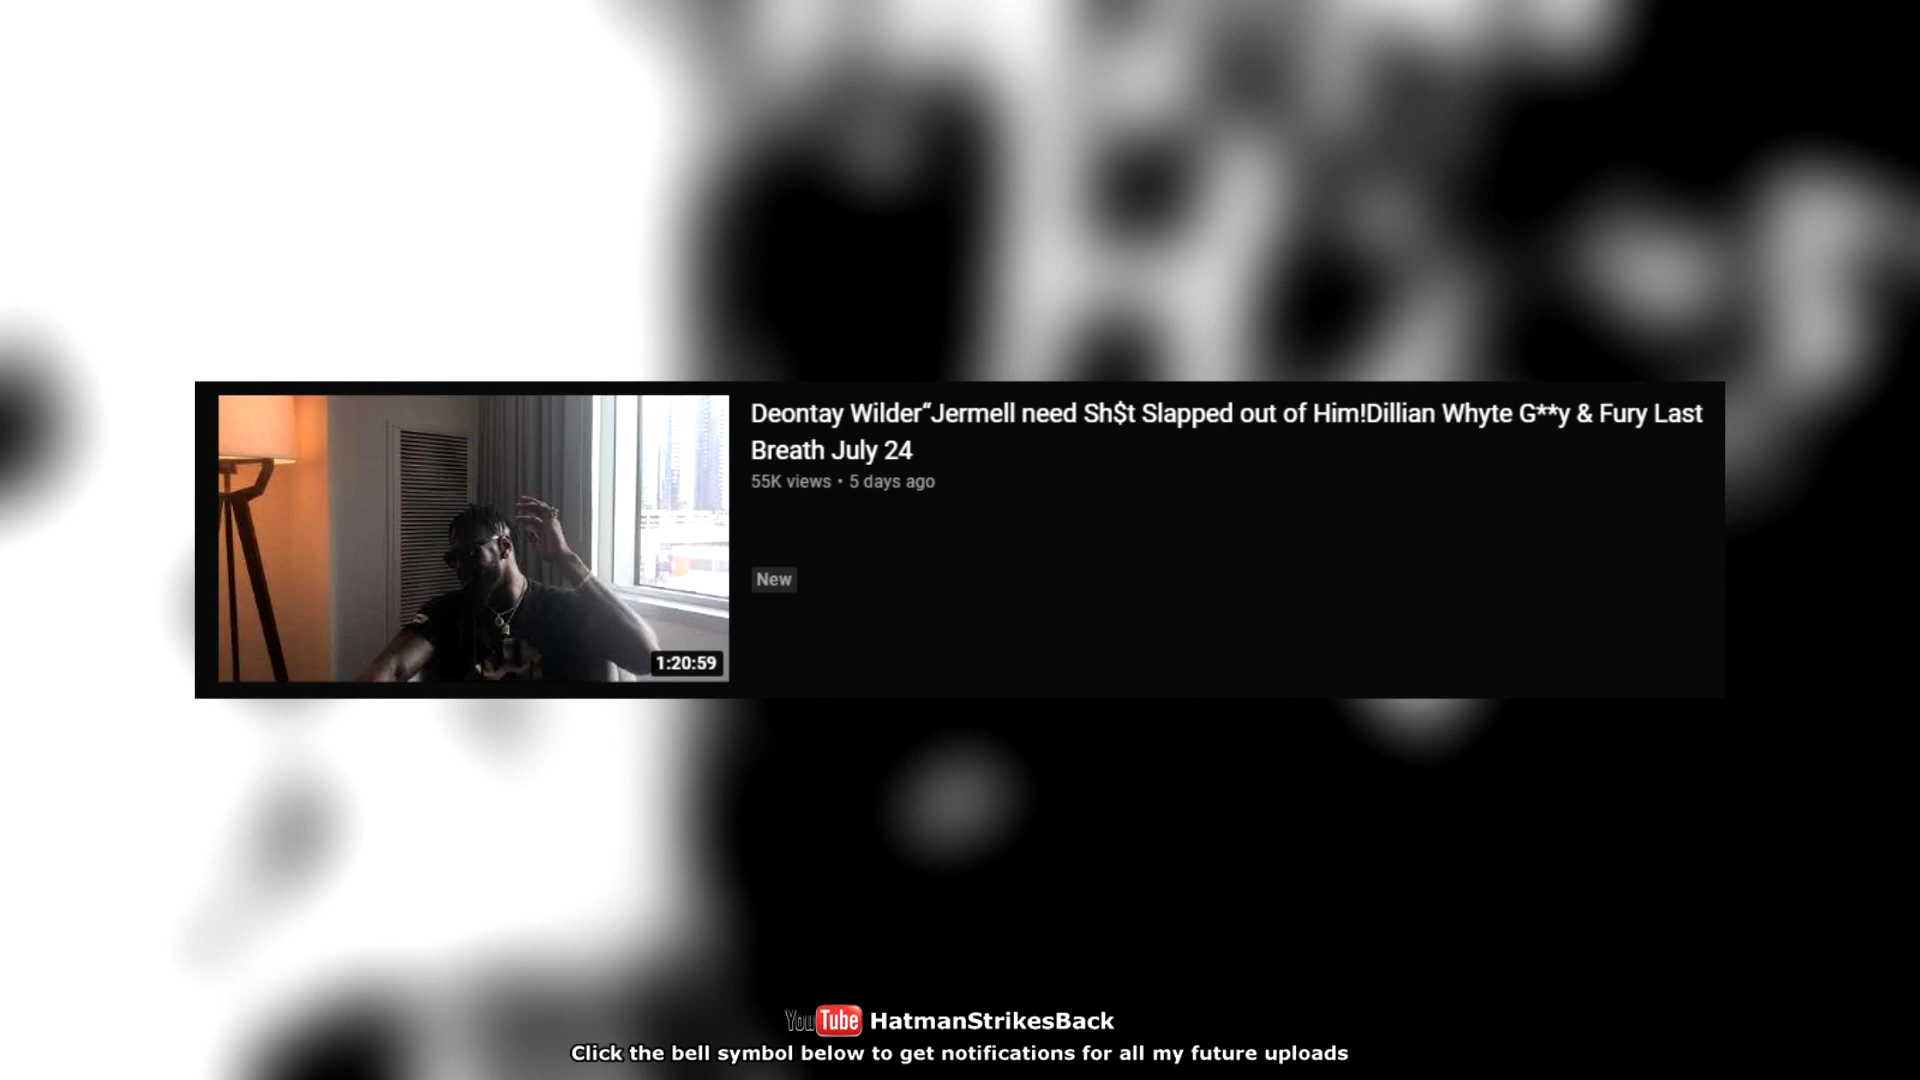 Deontay Wilder“Jermell need Sh$t Slapped out of Him!Dillian Whyte G**y & Fury Last
Breath July 24
55K views • 5 days ago
New
1:20:59
YouTube HatmanStrikesBack
Click the bell symbol below to get notifications for all my future uploads